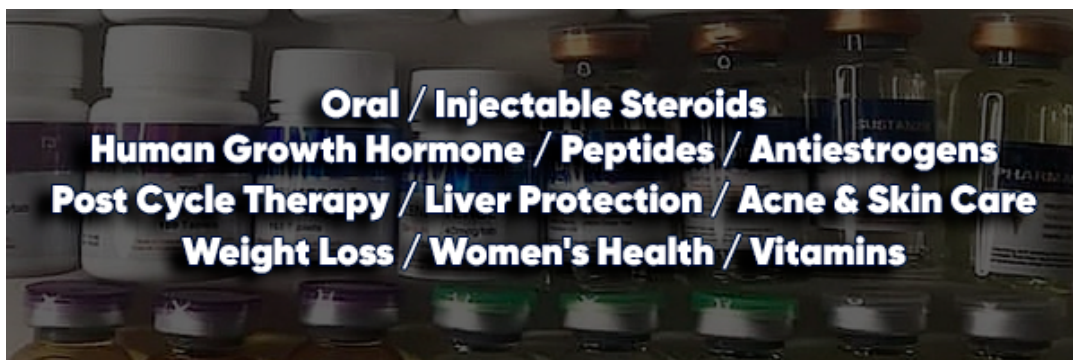 Oral / Injectable Steroids
Human Growth Hormone / Peptides / Antiestrogens
Post Cycle Therapy / Liver Protection / Acne & Skin Care
Weight Loss / Women's Health / Vitamins